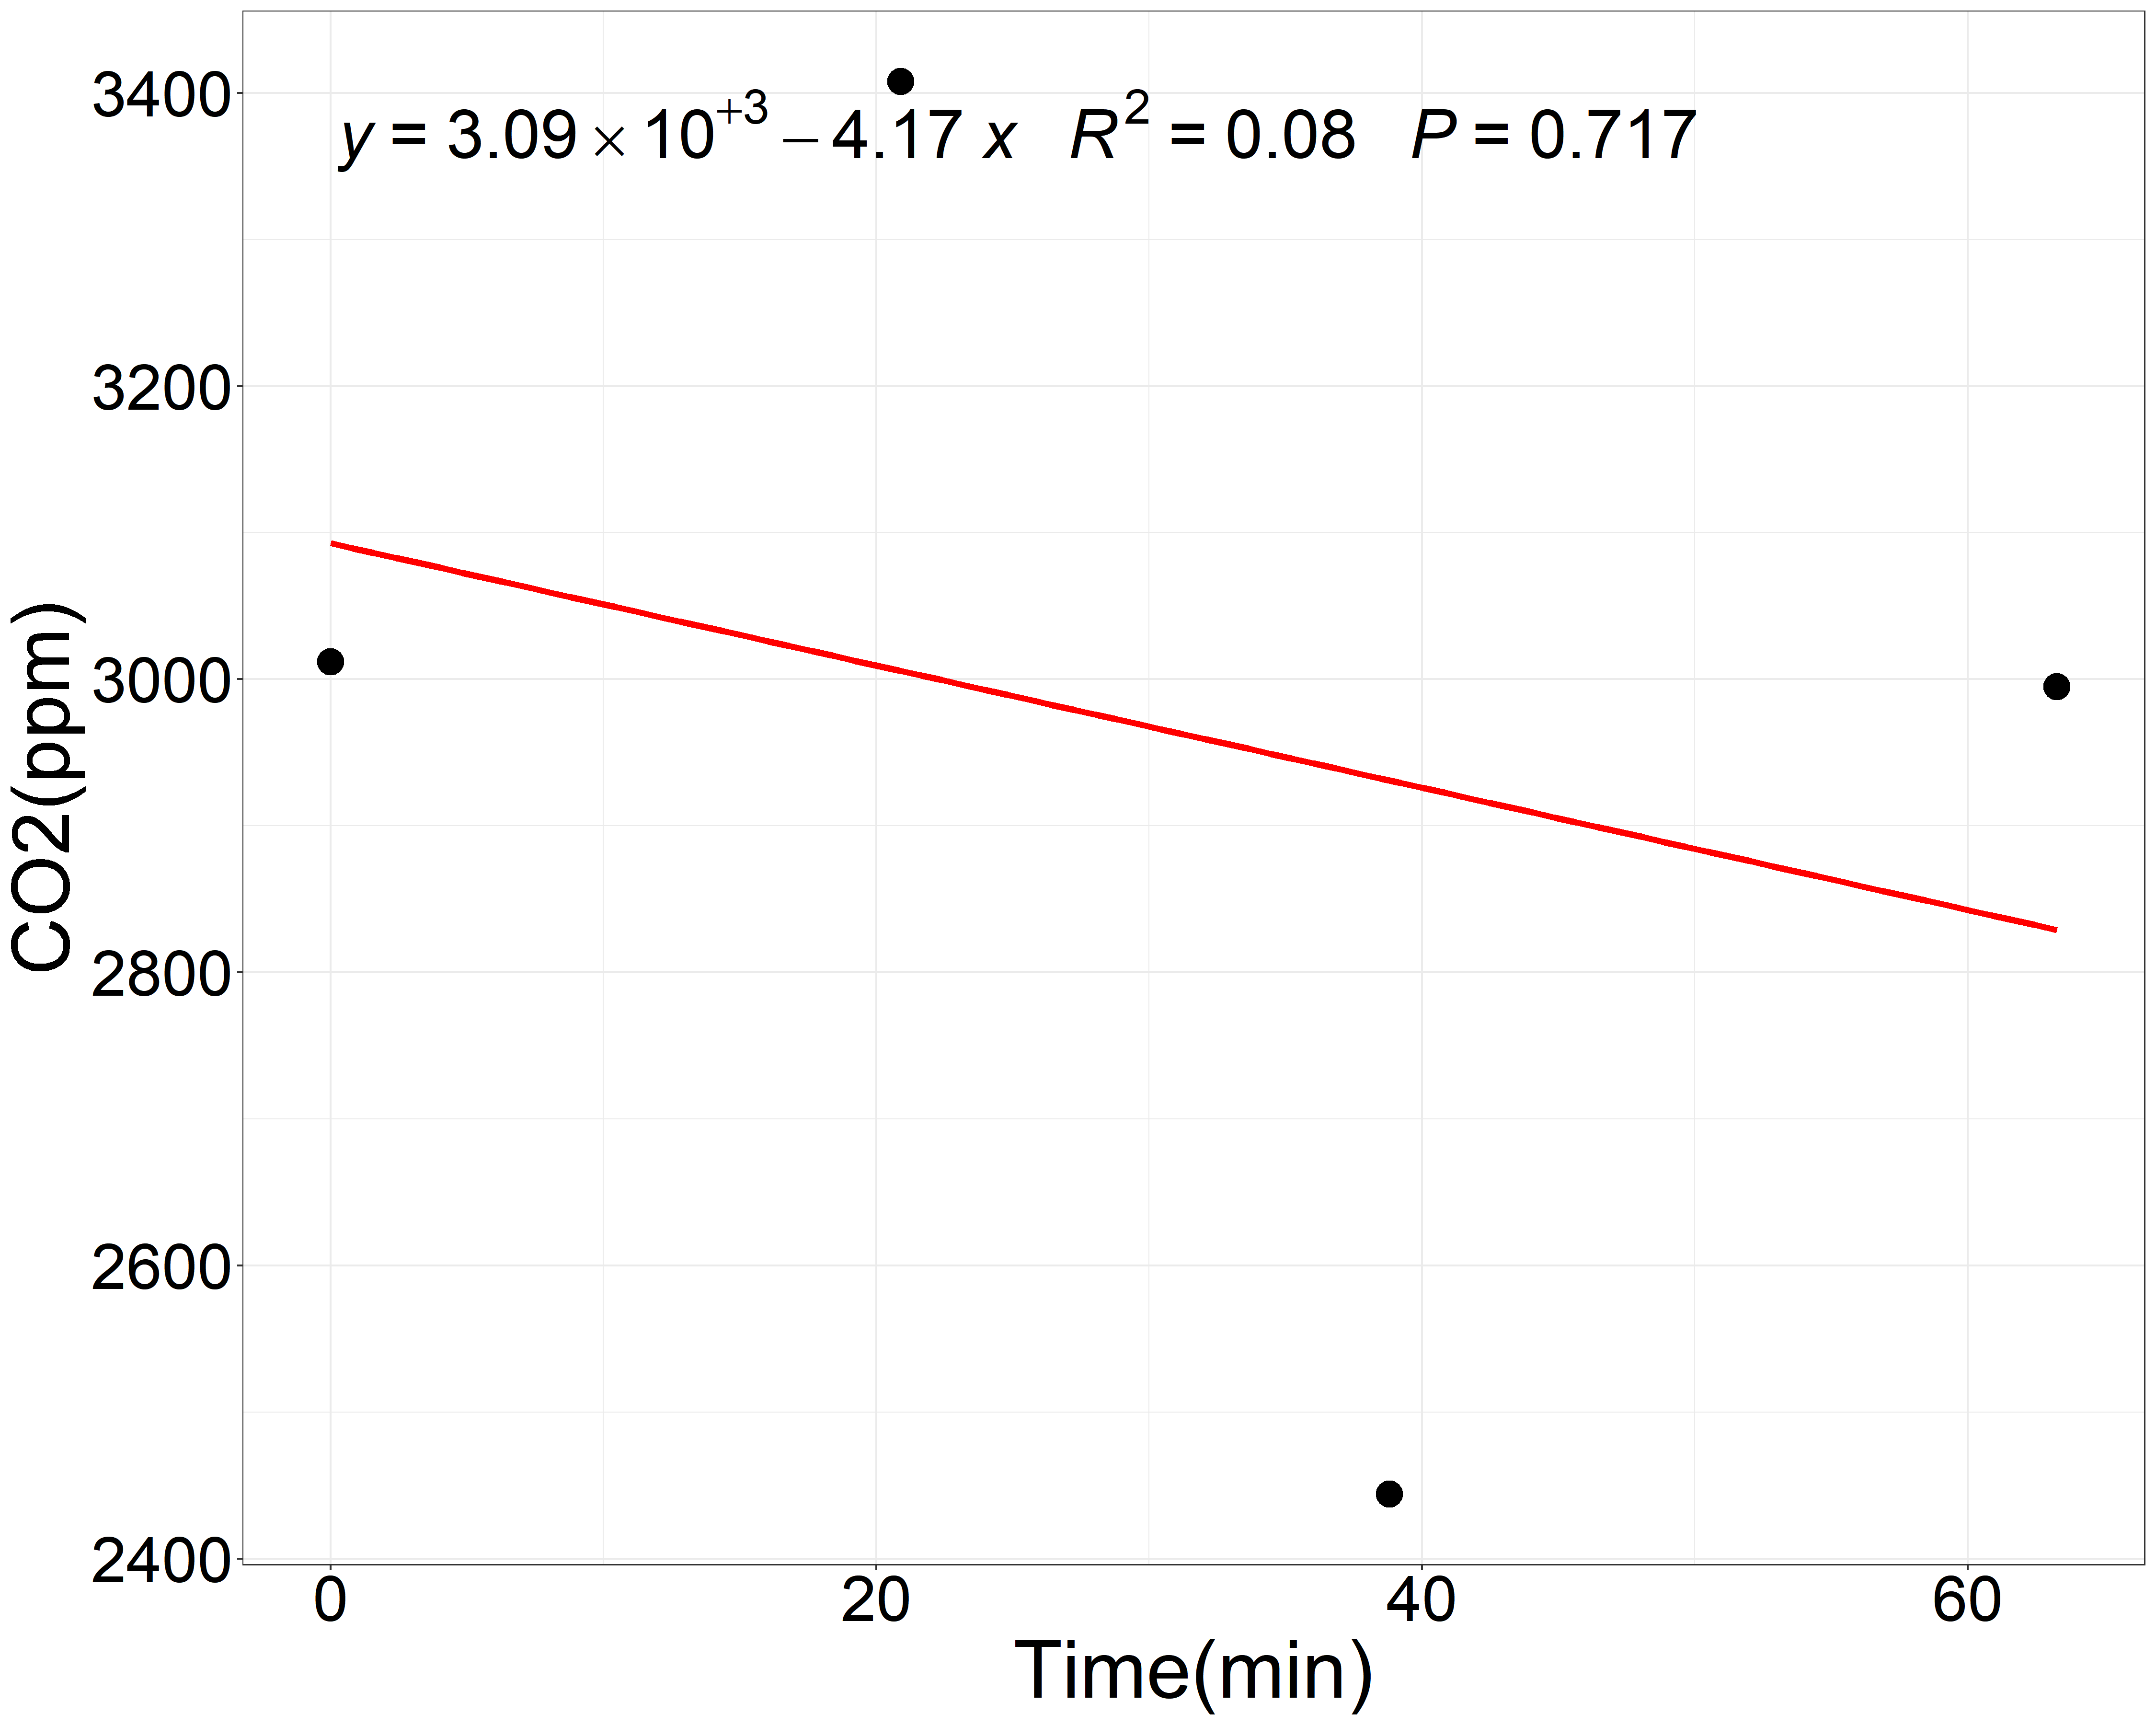 3400
y = 3.09 × 10⁺³ − 4.17 x R² = 0.08 P = 0.717
3200
3000
2800
2600
2400
CO2(ppm)
0 20 40 60
Time(min)